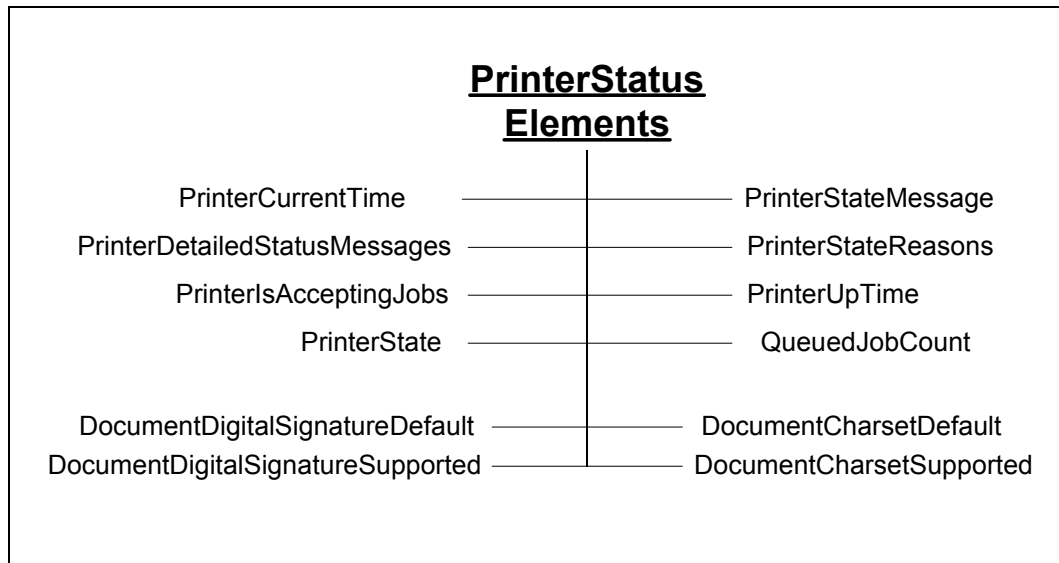 PrinterStatus
Elements
PrinterCurrentTime PrinterStateMessage
PrinterDetailedStatusMessages PrinterStateReasons
PrinterIsAcceptingJobs PrinterUpTime
PrinterState QueuedJobCount
DocumentDigitalSignatureDefault DocumentCharsetDefault
DocumentDigitalSignatureSupported DocumentCharsetSupported